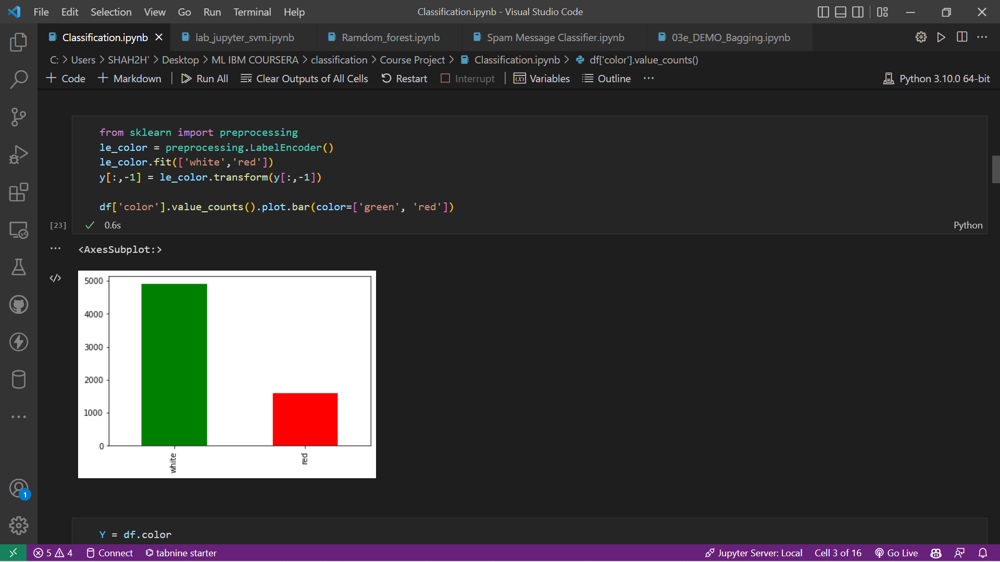 File Edit Selection View Go Run Terminal Help Classification.ipynb - Visual Studio Code
Classification.ipynb lab_jupyter_svm.ipynb Ramdom_forest.ipynb Spam Message Classifier.ipynb 03e_DEMO_Bagging.ipynb
C: > Users > SHAH2H' > Desktop > ML IBM COURSERA > classification > Course Project > Classification.ipynb > df['color'].value_counts()
+ Code + Markdown | Run All Clear Outputs of All Cells Restart Interrupt | Variables Outline ... Python 3.10.0 64-bit
from sklearn import preprocessing
le_color = preprocessing.LabelEncoder()
le_color.fit(['white','red'])
y[:,-1] = le_color.transform(y[:,-1])
df['color'].value_counts().plot.bar(color=['green', 'red'])
[23] 0.6s Python
<AxesSubplot:>
5000
4000
3000
2000
1000
0
white red
1
Y = df.color
5 4 Connect tabnine starter Jupyter Server: Local Cell 3 of 16 Go Live